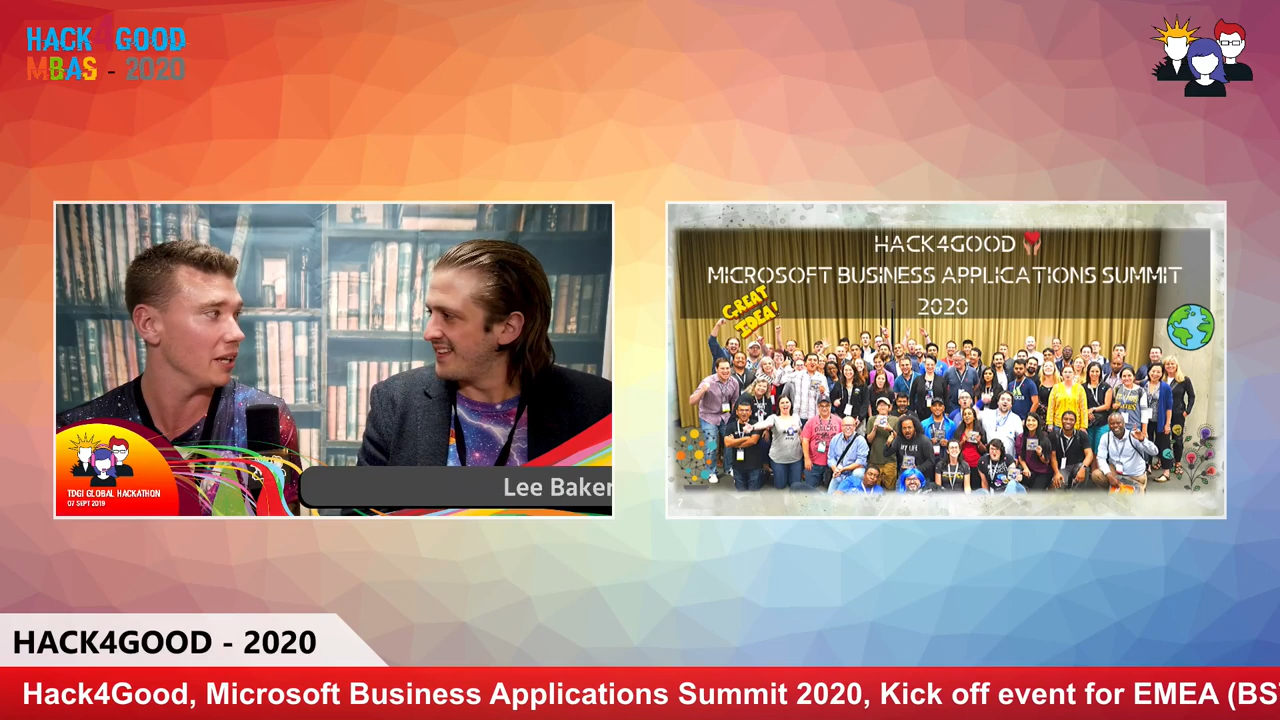 HACK4GOOD
MBAS - 2020
HACK4GOOD
MICROSOFT BUSINESS APPLICATIONS SUMMIT
2020
GREAT
IDEA!
TDGI GLOBAL HACKATHON
07 SEPT 2019
Lee Baker
HACK4GOOD - 2020
Hack4Good, Microsoft Business Applications Summit 2020, Kick off event for EMEA (BS